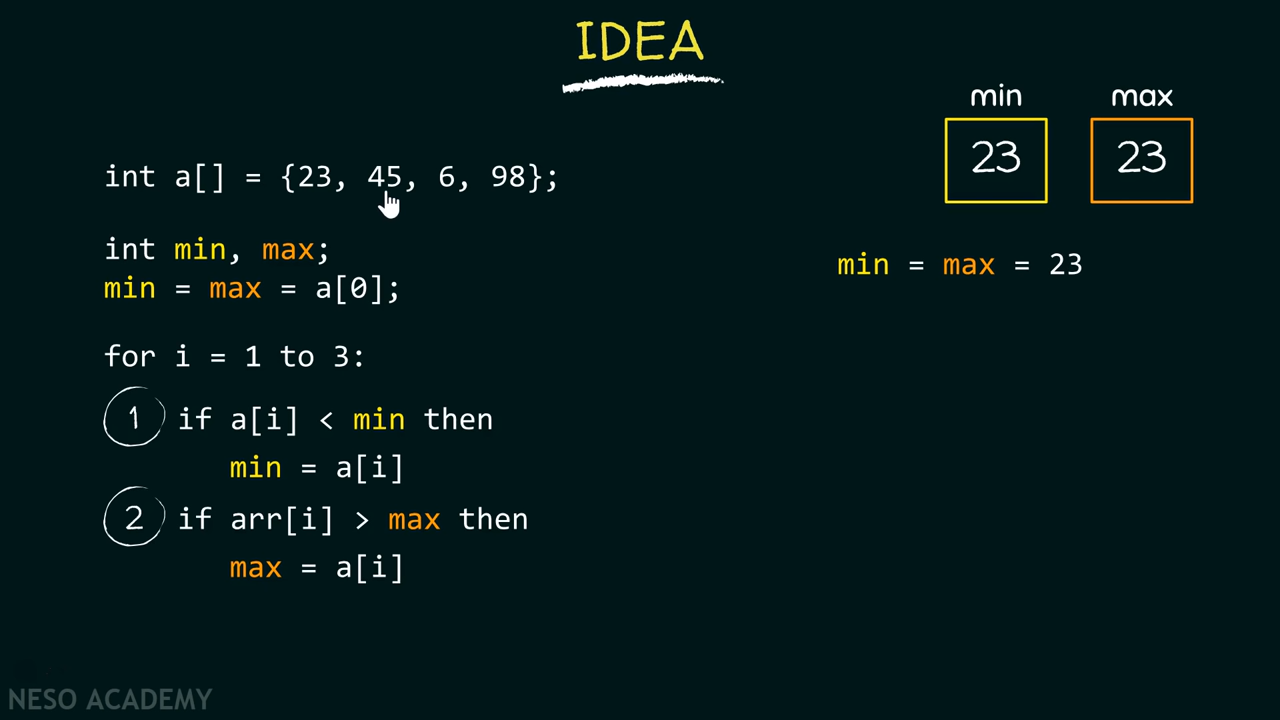 IDEA
min max
23 23
int a[] = {23, 45, 6, 98};
int min, max;
min = max = a[0];
min = max = 23
for i = 1 to 3:
1 if a[i] < min then
min = a[i]
2 if arr[i] > max then
max = a[i]
NESO ACADEMY